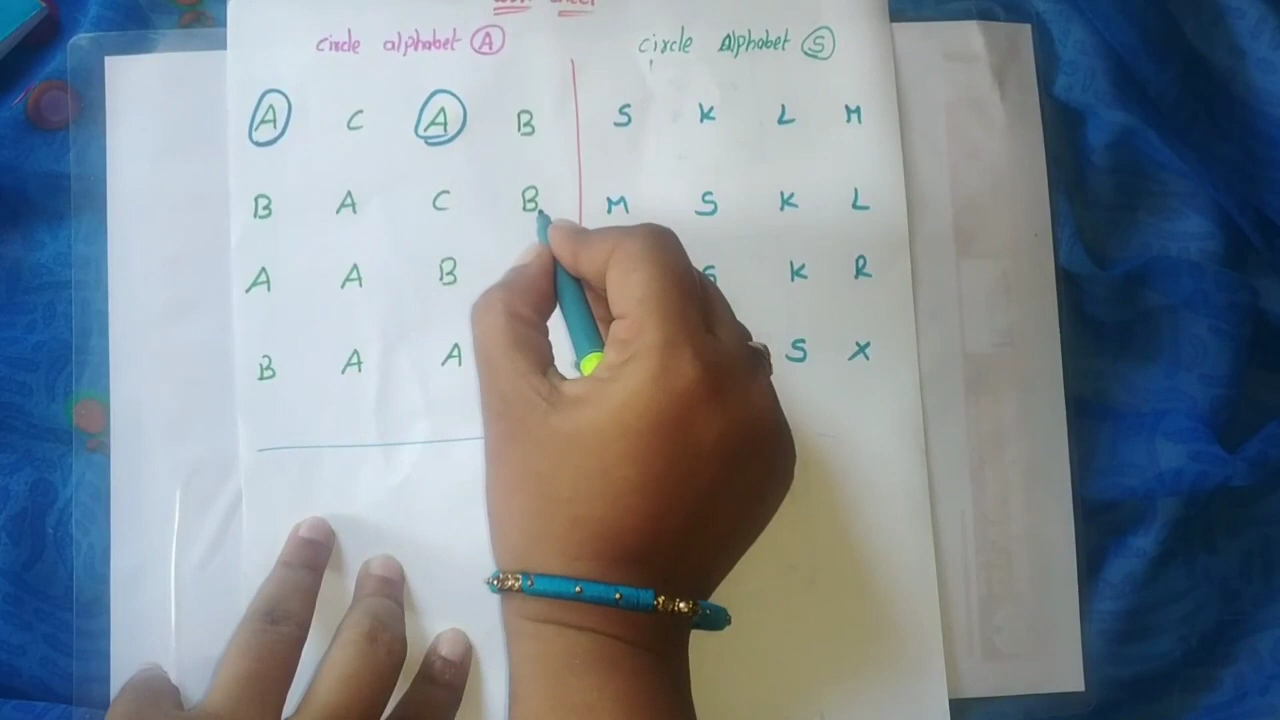 circle alphabet A
A C A B
B A C B
A A B
B A A
circle Alphabet S
S K L M
M S K L
S K R
S X